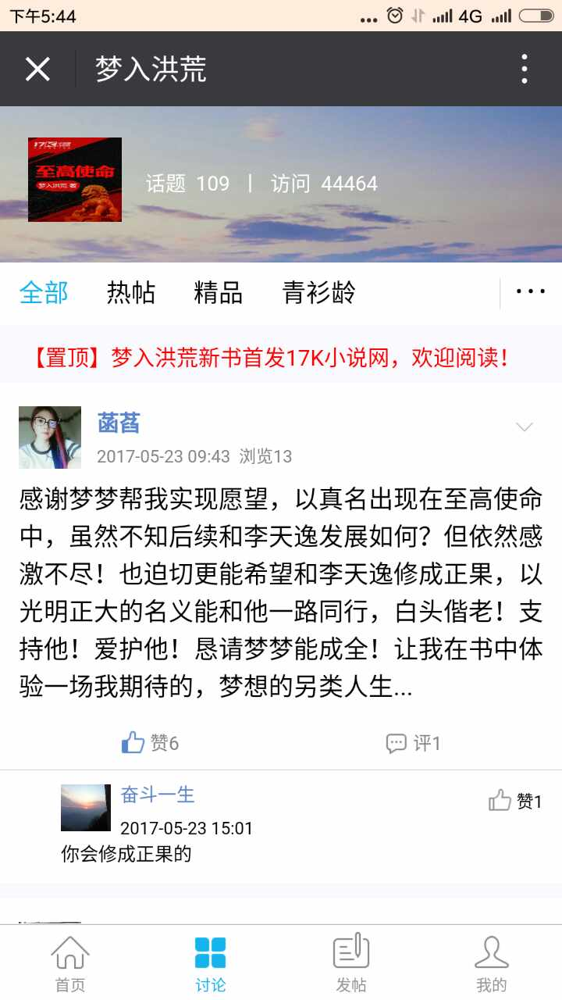 下午5:44
4G
梦入洪荒
17K小说网
至高使命
梦入洪荒 著
话题 109 | 访问 44464
全部 热帖 精品 青衫龄
【置顶】梦入洪荒新书首发17K小说网，欢迎阅读！
菡萏
2017-05-23 09:43 浏览13
感谢梦梦帮我实现愿望，以真名出现在至高使命
中，虽然不知后续和李天逸发展如何？但依然感
激不尽！也迫切更能希望和李天逸修成正果，以
光明正大的名义能和他一路同行，白头偕老！支
持他！爱护他！恳请梦梦能成全！让我在书中体
验一场我期待的，梦想的另类人生...
赞6 评1
奋斗一生
赞1
2017-05-23 15:01
你会修成正果的
首页 讨论 发帖 我的